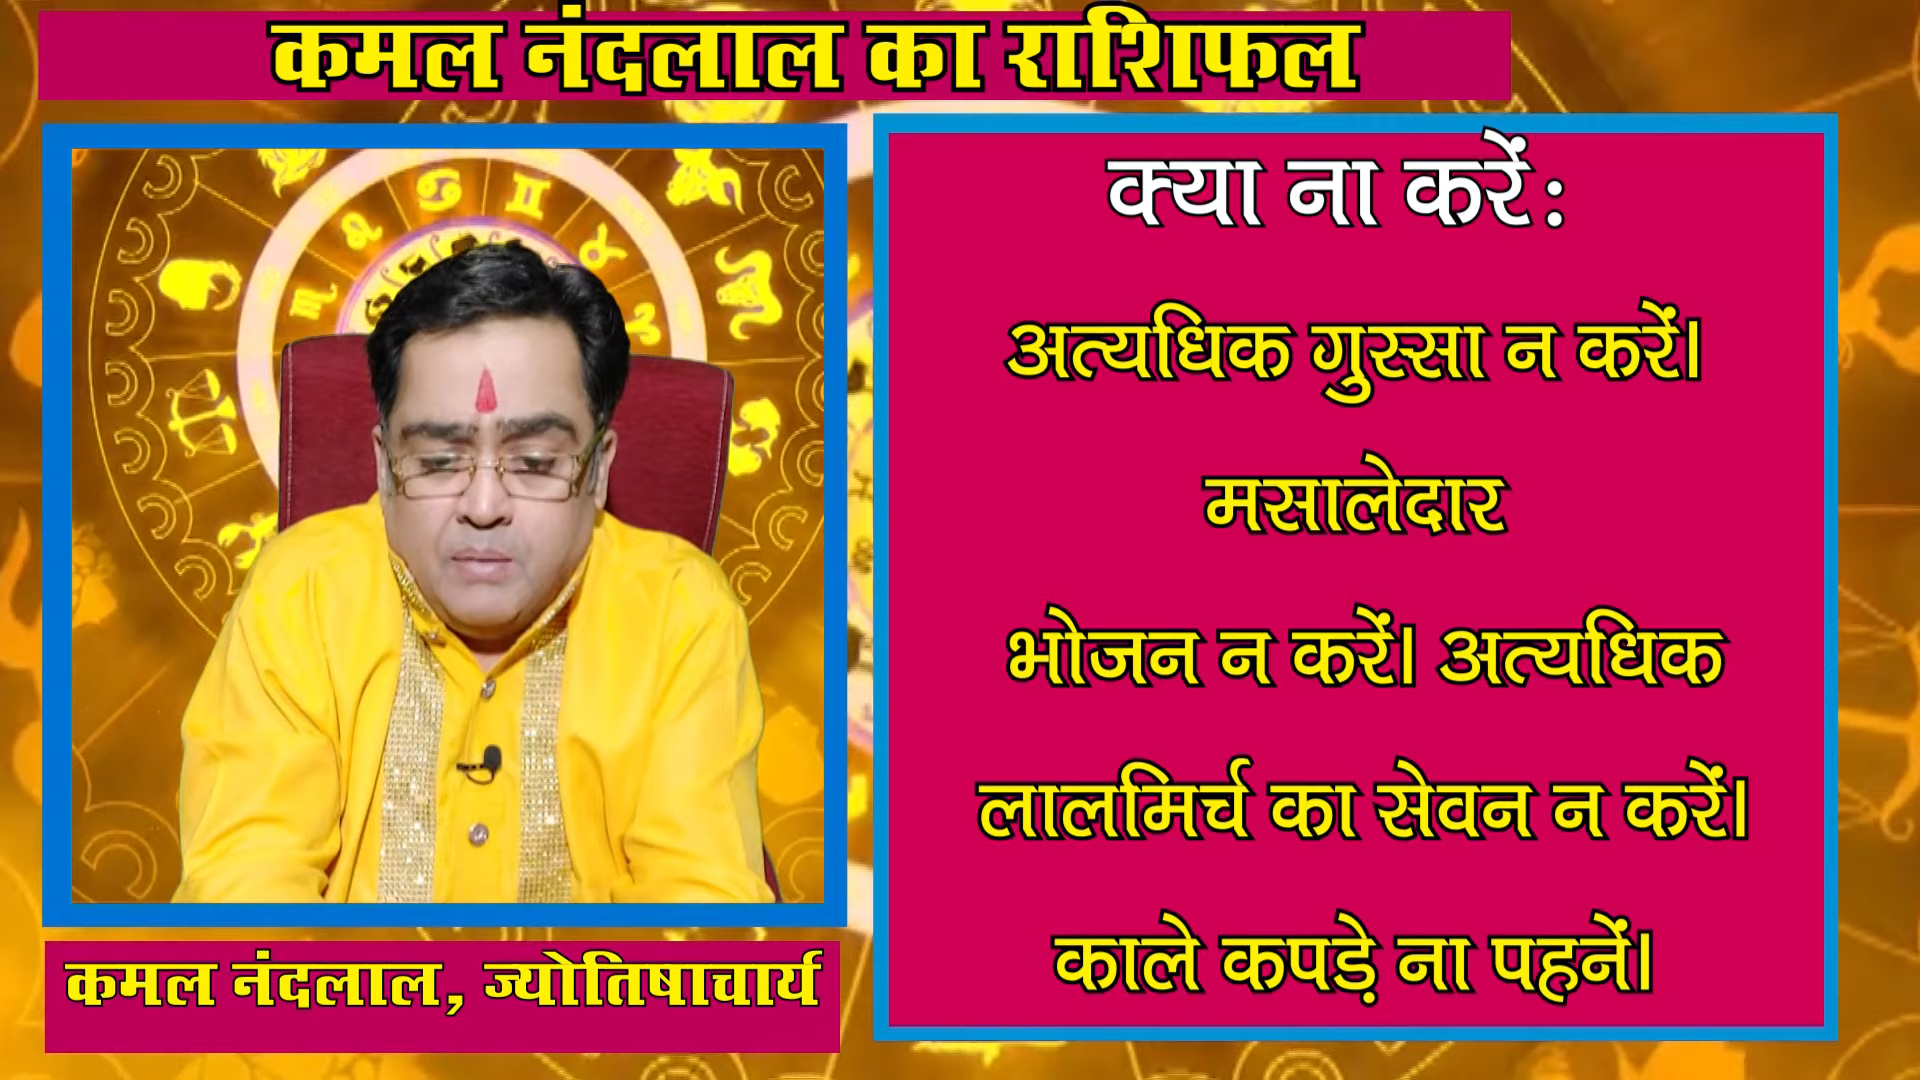 कमल नंदलाल का राशिफल
क्या ना करें:
अत्यधिक गुस्सा न करें।
मसालेदार
भोजन न करें। अत्यधिक
लालमिर्च का सेवन न करें।
काले कपड़े ना पहनें।
कमल नंदलाल, ज्योतिषाचार्य